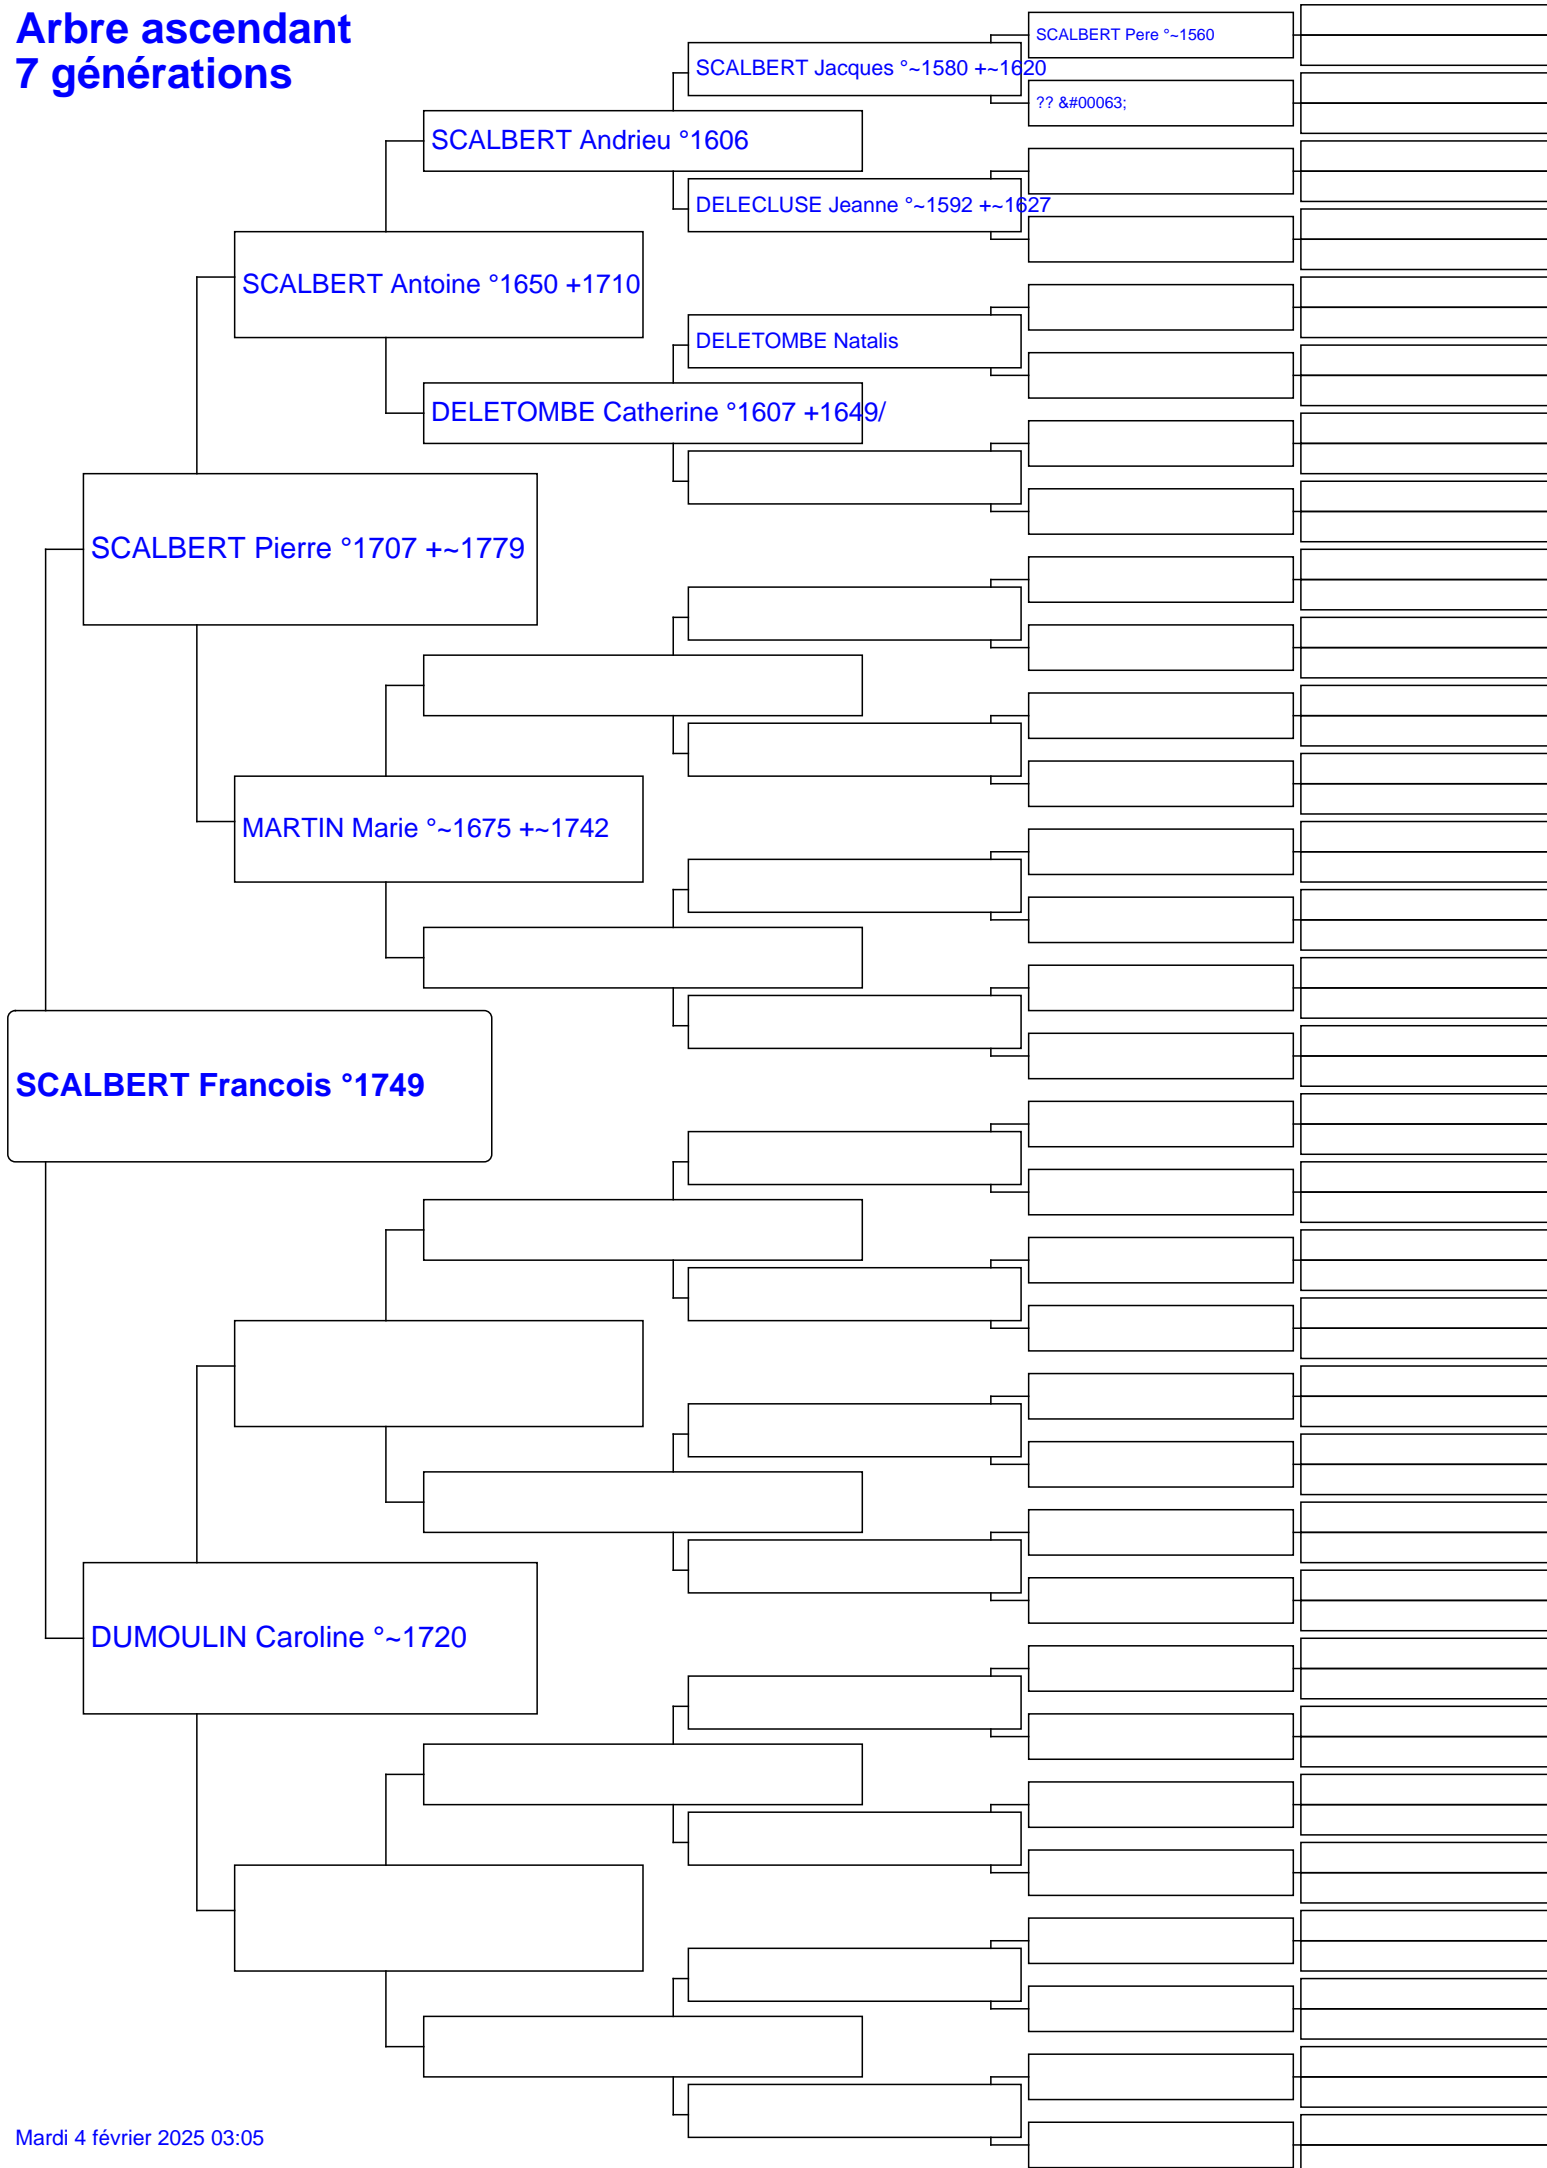 Arbre ascendant
7 générations
SCALBERT Pere °~1560
SCALBERT Jacques °~1580 +~1620
?? &#00063;
SCALBERT Andrieu °1606
DELECLUSE Jeanne °~1592 +~1627
SCALBERT Antoine °1650 +1710
DELETOMBE Natalis
DELETOMBE Catherine °1607 +1649/
SCALBERT Pierre °1707 +~1779
MARTIN Marie °~1675 +~1742
SCALBERT Francois °1749
DUMOULIN Caroline °~1720
Mardi 4 février 2025 03:05